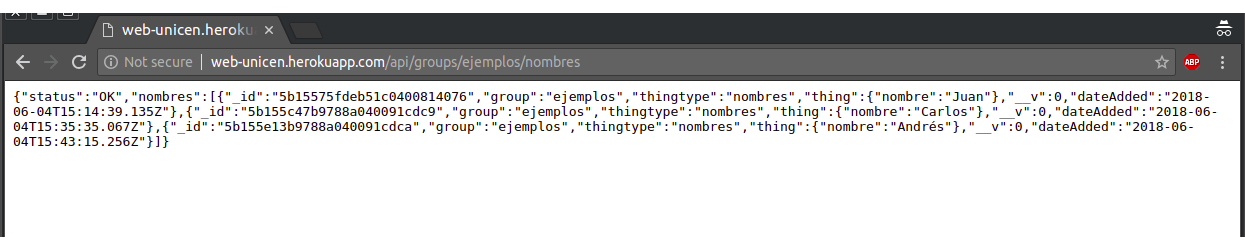 web-unicen.heroku
Not secure web-unicen.herokuapp.com/api/groups/ejemplos/nombres
ABP
{"status":"OK","nombres":[{"_id":"5b15575fdeb51c0400814076","group":"ejemplos","thingtype":"nombres","thing":{"nombre":"Juan"},"__v":0,"dateAdded":"2018-
06-04T15:14:39.135Z"},{"_id":"5b155c47b9788a040091cdc9","group":"ejemplos","thingtype":"nombres","thing":{"nombre":"Carlos"},"__v":0,"dateAdded":"2018-06-
04T15:35:35.067Z"},{"_id":"5b155e13b9788a040091cdca","group":"ejemplos","thingtype":"nombres","thing":{"nombre":"Andrés"},"__v":0,"dateAdded":"2018-06-
04T15:43:15.256Z"}]}